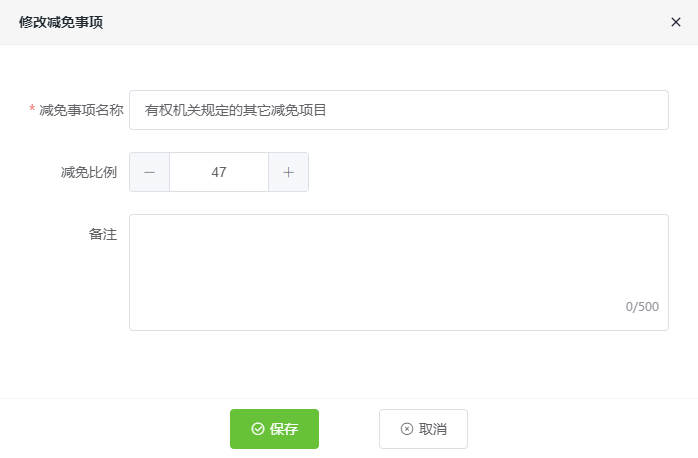 修改减免事项
* 减免事项名称 有权机关规定的其它减免项目
减免比例 47
备注
0/500
保存 取消